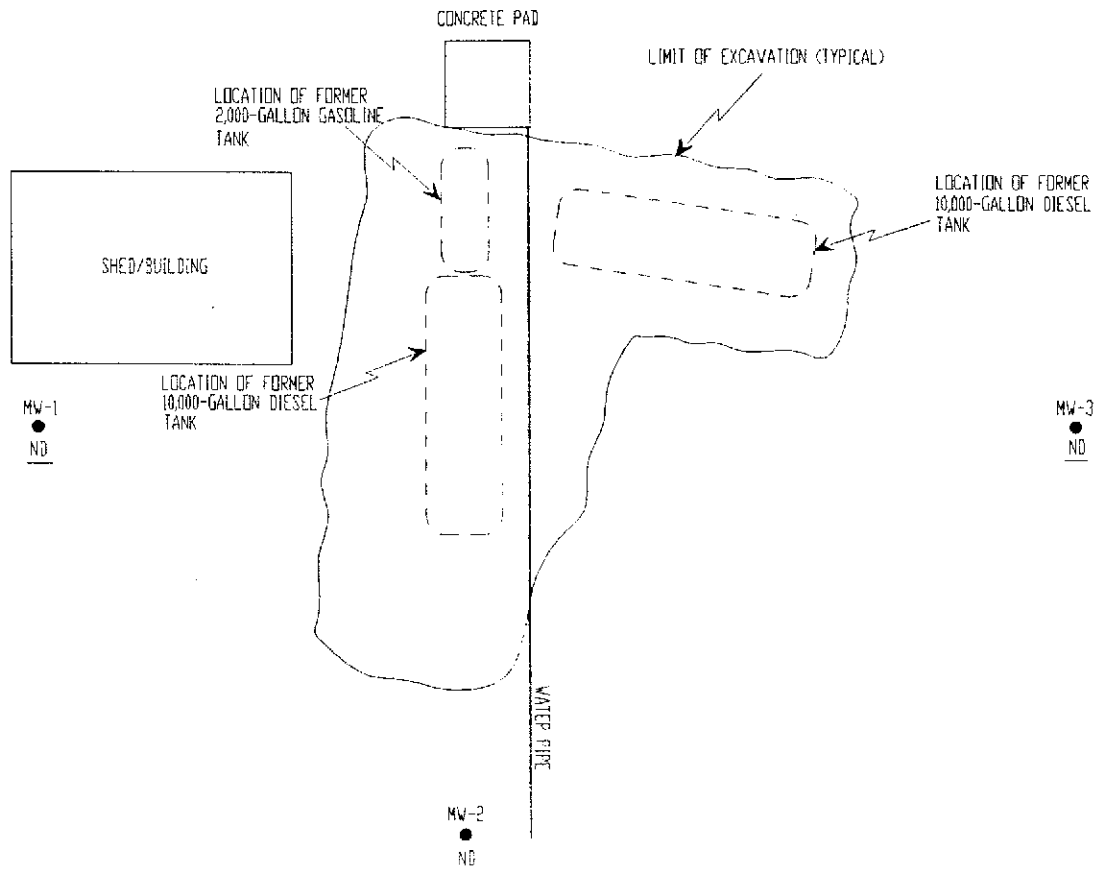 CONCRETE PAD
LIMIT OF EXCAVATION (TYPICAL)
LOCATION OF FORMER
2,000-GALLON GASOLINE
TANK
LOCATION OF FORMER
10,000-GALLON DIESEL
TANK
SHED/BUILDING
LOCATION OF FORMER
10,000-GALLON DIESEL
TANK
MW-1
ND
MW-3
ND
WATER PIPE
MW-2
ND